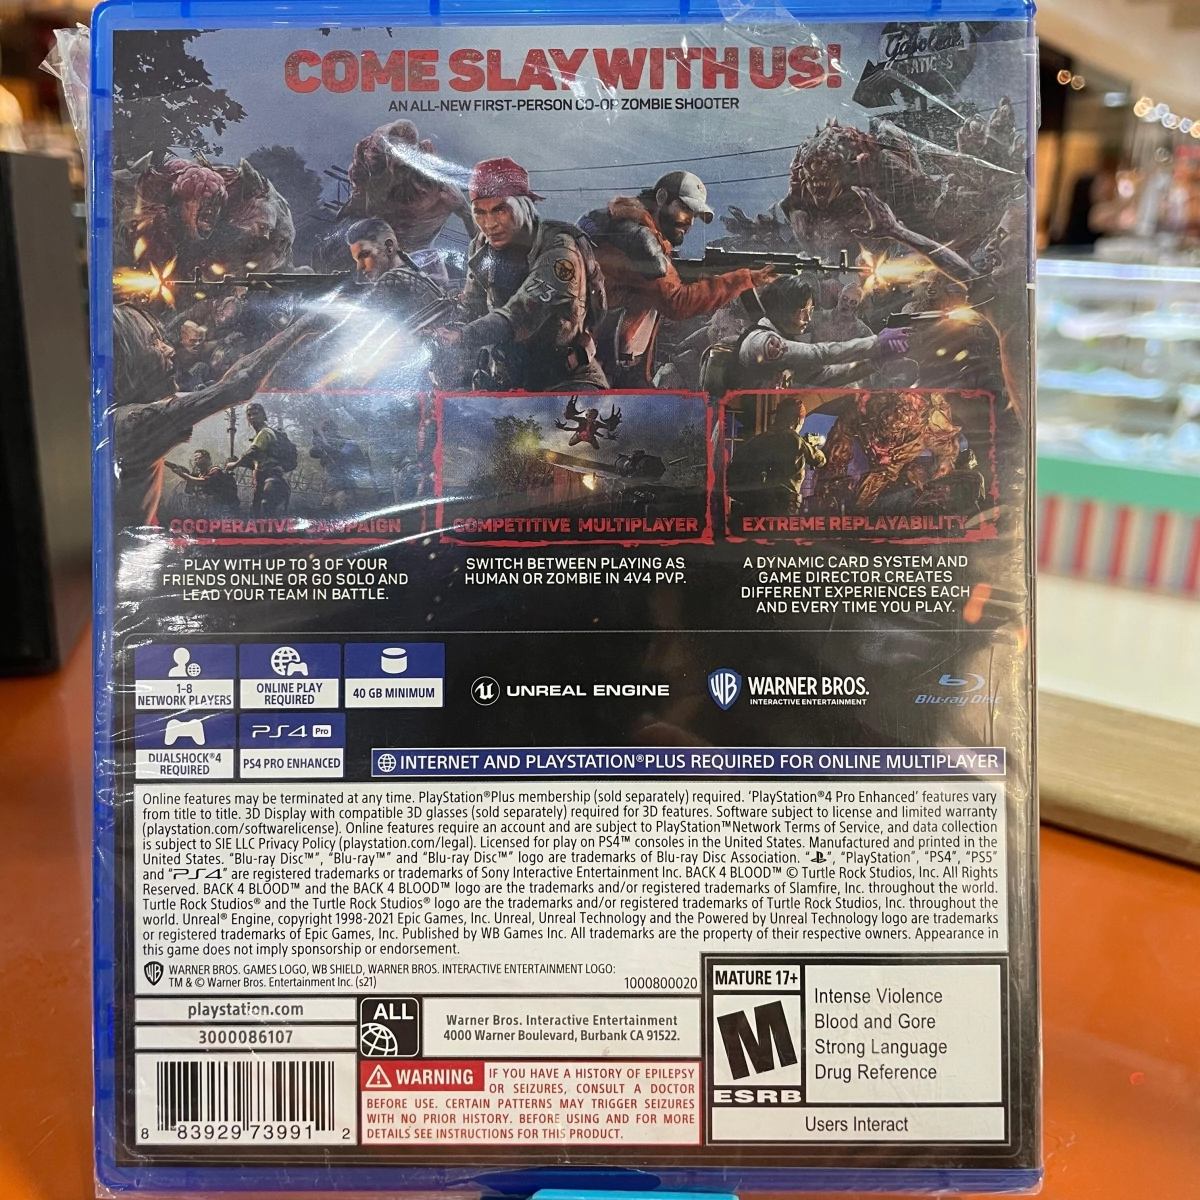 COME SLAY WITH US!
AN ALL-NEW FIRST-PERSON CO-OP ZOMBIE SHOOTER
73
COOPERATIVE CAMPAIGN
PLAY WITH UP TO 3 OF YOUR
FRIENDS ONLINE OR GO SOLO AND
LEAD YOUR TEAM IN BATTLE.
COMPETITIVE MULTIPLAYER
SWITCH BETWEEN PLAYING AS
HUMAN OR ZOMBIE IN 4V4 PVP.
EXTREME REPLAYABILITY
A DYNAMIC CARD SYSTEM AND
GAME DIRECTOR CREATES
DIFFERENT EXPERIENCES EACH
AND EVERY TIME YOU PLAY.
1-8
NETWORK PLAYERS
ONLINE PLAY
REQUIRED
40 GB MINIMUM
DUALSHOCK®4
REQUIRED
PS4 Pro
PS4 PRO ENHANCED
UNREAL ENGINE
WB
WARNER BROS.
INTERACTIVE ENTERTAINMENT
Blu-ray Disc
INTERNET AND PLAYSTATION®PLUS REQUIRED FOR ONLINE MULTIPLAYER
Online features may be terminated at any time. PlayStation®Plus membership (sold separately) required. 'PlayStation®4 Pro Enhanced' features vary
from title to title. 3D Display with compatible 3D glasses (sold separately) required for 3D features. Software subject to license and limited warranty
(playstation.com/softwarelicense). Online features require an account and are subject to PlayStation™Network Terms of Service, and data collection
is subject to SIE LLC Privacy Policy (playstation.com/legal). Licensed for play on PS4™ consoles in the United States. Manufactured and printed in the
United States. "Blu-ray Disc™", "Blu-ray™" and "Blu-ray Disc™" logo are trademarks of Blu-ray Disc Association. "PS", "PlayStation", "PS4", "PS5"
and "PS4" are registered trademarks or trademarks of Sony Interactive Entertainment Inc. BACK 4 BLOOD™ © Turtle Rock Studios, Inc. All Rights
Reserved. BACK 4 BLOOD™ and the BACK 4 BLOOD™ logo are the trademarks and/or registered trademarks of Slamfire, Inc. throughout the world.
Turtle Rock Studios® and the Turtle Rock Studios® logo are the trademarks and/or registered trademarks of Turtle Rock Studios, Inc. throughout the
world. Unreal® Engine, copyright 1998-2021 Epic Games, Inc. Unreal, Unreal Technology and the Powered by Unreal Technology logo are trademarks
or registered trademarks of Epic Games, Inc. Published by WB Games Inc. All trademarks are the property of their respective owners. Appearance in
this game does not imply sponsorship or endorsement.
WB WARNER BROS. GAMES LOGO, WB SHIELD, WARNER BROS. INTERACTIVE ENTERTAINMENT LOGO:
TM & © Warner Bros. Entertainment Inc. (s21)
1000800020
playstation.com
3000086107
ALL
Warner Bros. Interactive Entertainment
4000 Warner Boulevard, Burbank CA 91522.
WARNING IF YOU HAVE A HISTORY OF EPILEPSY
OR SEIZURES, CONSULT A DOCTOR
BEFORE USE. CERTAIN PATTERNS MAY TRIGGER SEIZURES
WITH NO PRIOR HISTORY. BEFORE USING AND FOR MORE
DETAILS SEE INSTRUCTIONS FOR THIS PRODUCT.
8 83929 73991 2
MATURE 17+
M
ESRB
Intense Violence
Blood and Gore
Strong Language
Drug Reference
Users Interact